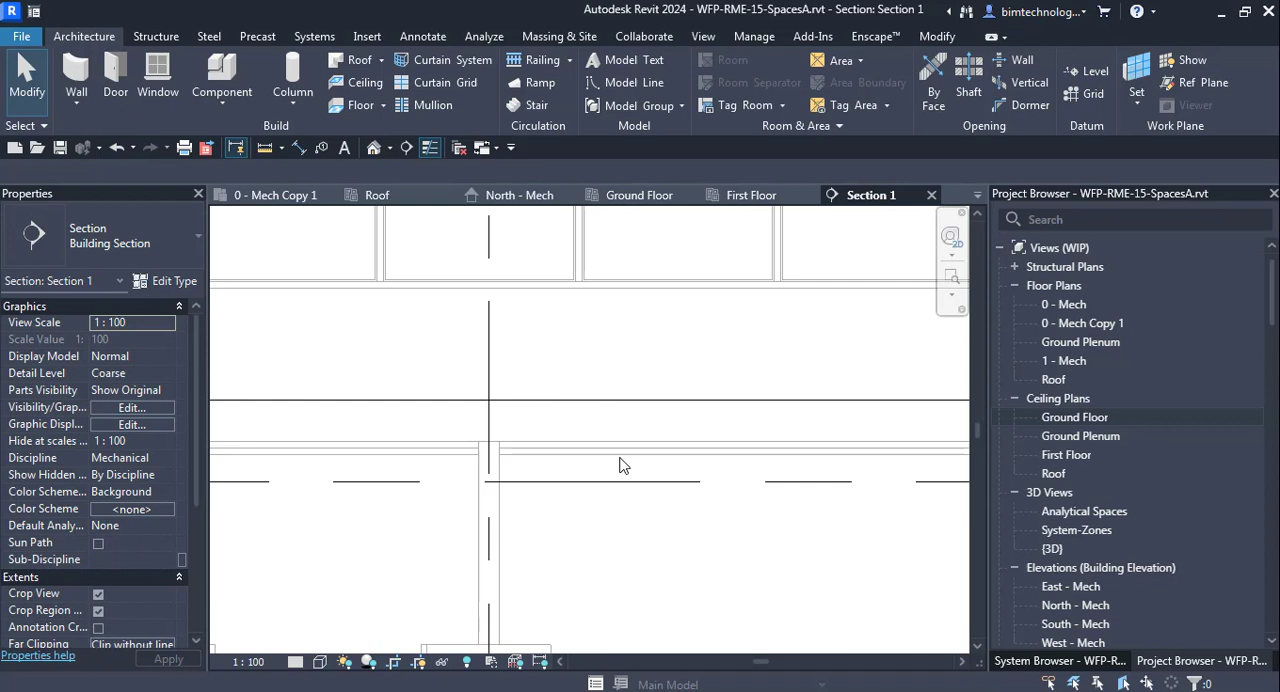 Autodesk Revit 2024 - WFP-RME-15-SpacesA.rvt - Section: Section 1
bimtechnolog...
File Architecture Structure Steel Precast Systems Insert Annotate Analyze Massing & Site Collaborate View Manage Add-Ins Enscape™ Modify
Modify Wall Door Window Component Column
Roof Curtain System
Ceiling Curtain Grid
Floor Mullion
Railing
Ramp
Stair
Model Text
Model Line
Model Group
Room Area
Room Separator Area Boundary
Tag Room Tag Area
By Face Shaft
Wall
Vertical
Dormer
Level
Grid
Set
Show
Ref Plane
Viewer
Select Build Circulation Model Room & Area Opening Datum Work Plane
Properties
0 - Mech Copy 1 Roof North - Mech Ground Floor First Floor Section 1
Project Browser - WFP-RME-15-SpacesA.rvt
Section
Building Section
Section: Section 1 Edit Type
Graphics
View Scale 1 : 100
Scale Value 1: 100
Display Model Normal
Detail Level Coarse
Parts Visibility Show Original
Visibility/Grap... Edit...
Graphic Displ... Edit...
Hide at scales ... 1 : 100
Discipline Mechanical
Show Hidden ... By Discipline
Color Scheme... Background
Color Scheme <none>
Default Analy... None
Sun Path
Sub-Discipline
Extents
Crop View
Crop Region ...
Annotation Cr...
Far Clipping Clip without line
Properties help Apply
2D
Search
Views (WIP)
Structural Plans
Floor Plans
0 - Mech
0 - Mech Copy 1
Ground Plenum
1 - Mech
Roof
Ceiling Plans
Ground Floor
Ground Plenum
First Floor
Roof
3D Views
Analytical Spaces
System-Zones
{3D}
Elevations (Building Elevation)
East - Mech
North - Mech
South - Mech
West - Mech
1 : 100
System Browser - WFP-R... Project Browser - WFP-R...
Main Model
:0